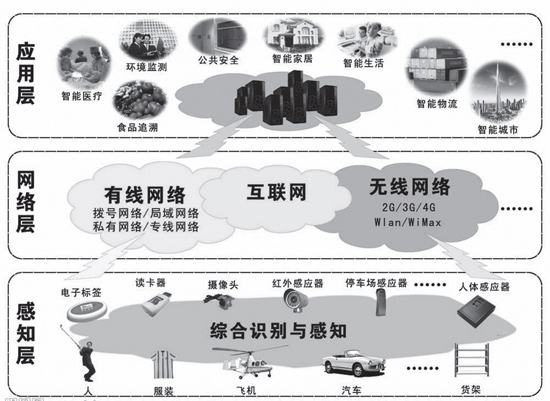 应用层
环境监测
公共安全
智能家居
智能生活
智能医疗
食品追溯
智能物流
智能城市
网络层
有线网络
拨号网络/局域网络
私有网络/专线网络
互联网
无线网络
2G/3G/4G
Wlan/WiMax
感知层
电子标签
读卡器
摄像头
红外感应器
停车场感应器
人体感应器
综合识别与感知
人
服装
飞机
汽车
货架